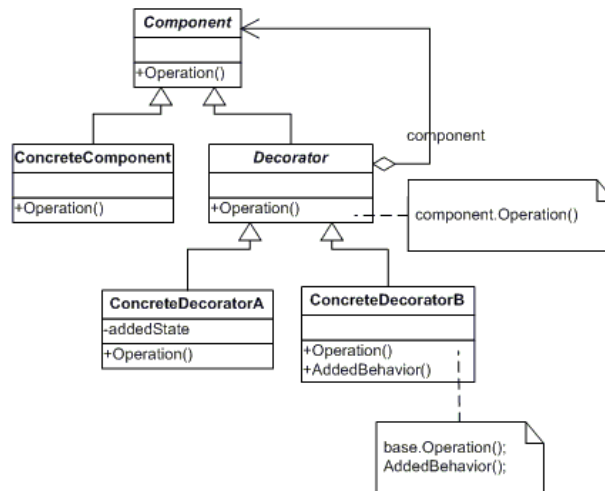 Component
+Operation()
component
ConcreteComponent
+Operation()
Decorator
+Operation()
component.Operation()
ConcreteDecoratorA
-addedState
+Operation()
ConcreteDecoratorB
+Operation()
+AddedBehavior()
base.Operation();
AddedBehavior();